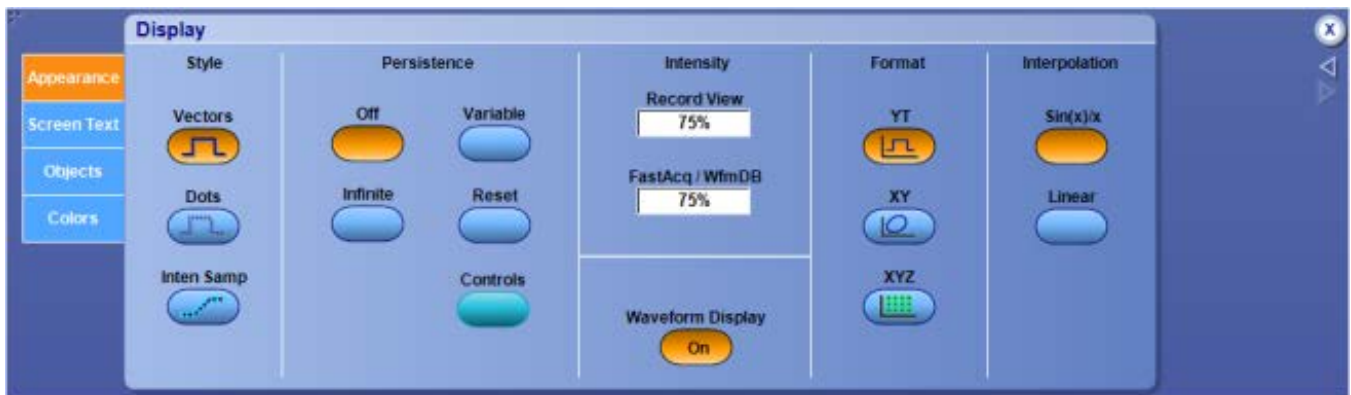 Display
Appearance
Screen Text
Objects
Colors
Style
Vectors
Dots
Inten Samp
Persistence
Off
Variable
Infinite
Reset
Controls
Intensity
Record View
75%
FastAcq / WfmDB
75%
Waveform Display
On
Format
YT
XY
XYZ
Interpolation
Sin(x)/x
Linear
X